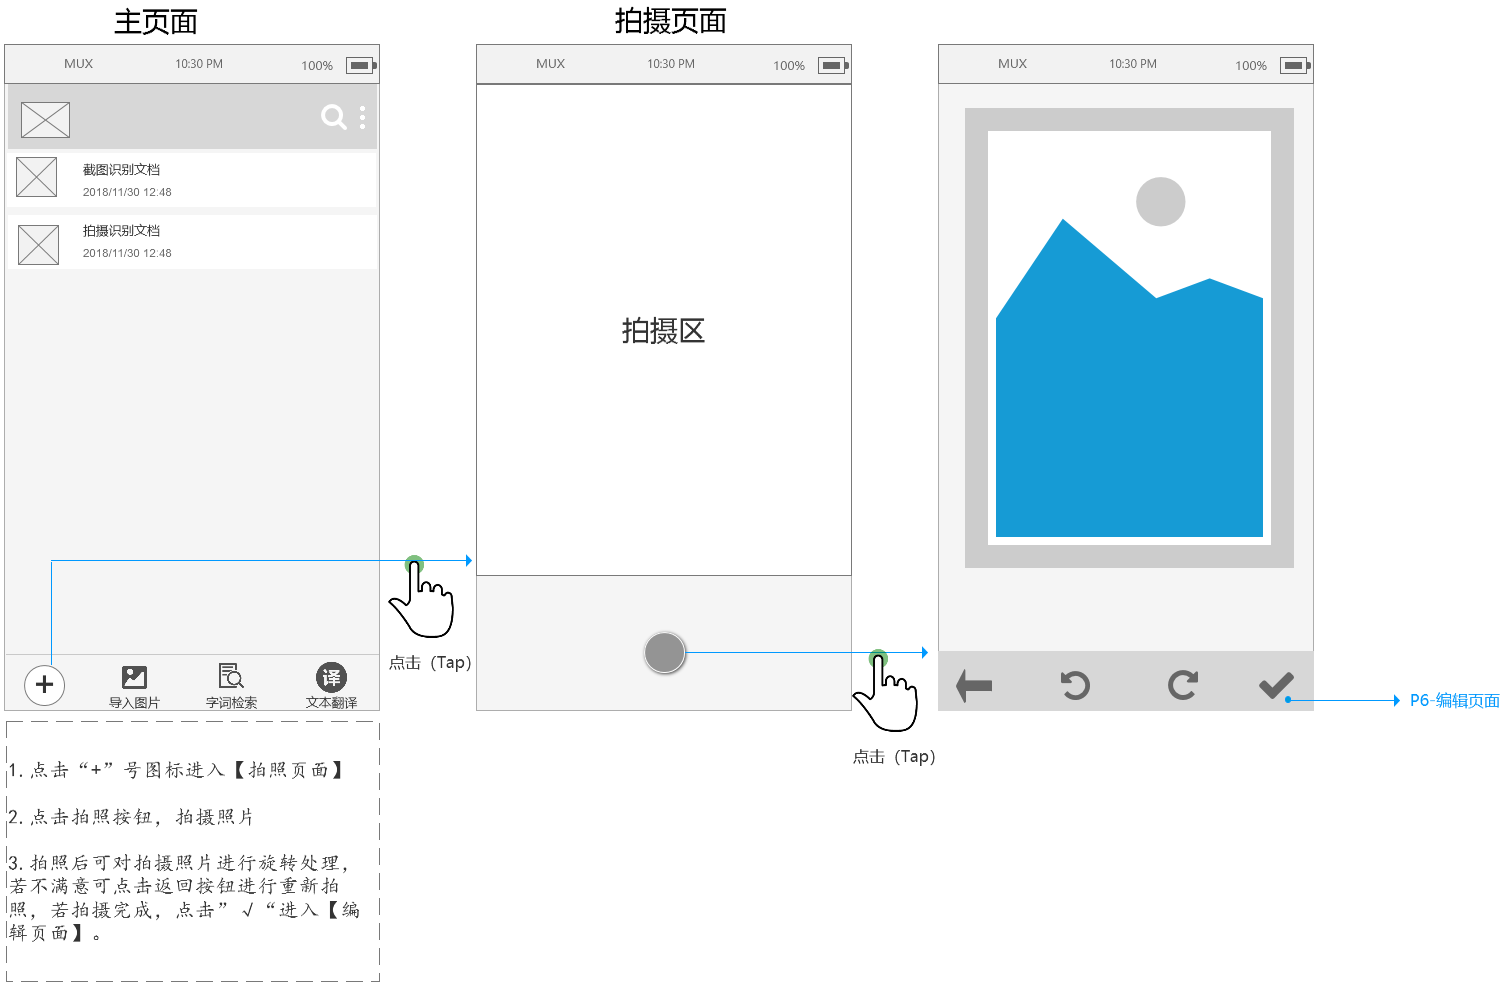 主页面
MUX 10:30 PM 100%
截图识别文档
2018/11/30 12:48
拍摄识别文档
2018/11/30 12:48
导入图片
字词检索
译
文本翻译
点击（Tap）
拍摄页面
MUX 10:30 PM 100%
拍摄区
点击（Tap）
MUX 10:30 PM 100%
P6-编辑页面
1.点击“+”号图标进入【拍照页面】
2.点击拍照按钮，拍摄照片
3.拍照后可对拍摄照片进行旋转处理，
若不满意可点击返回按钮进行重新拍
照，若拍摄完成，点击”√“进入【编
辑页面】。